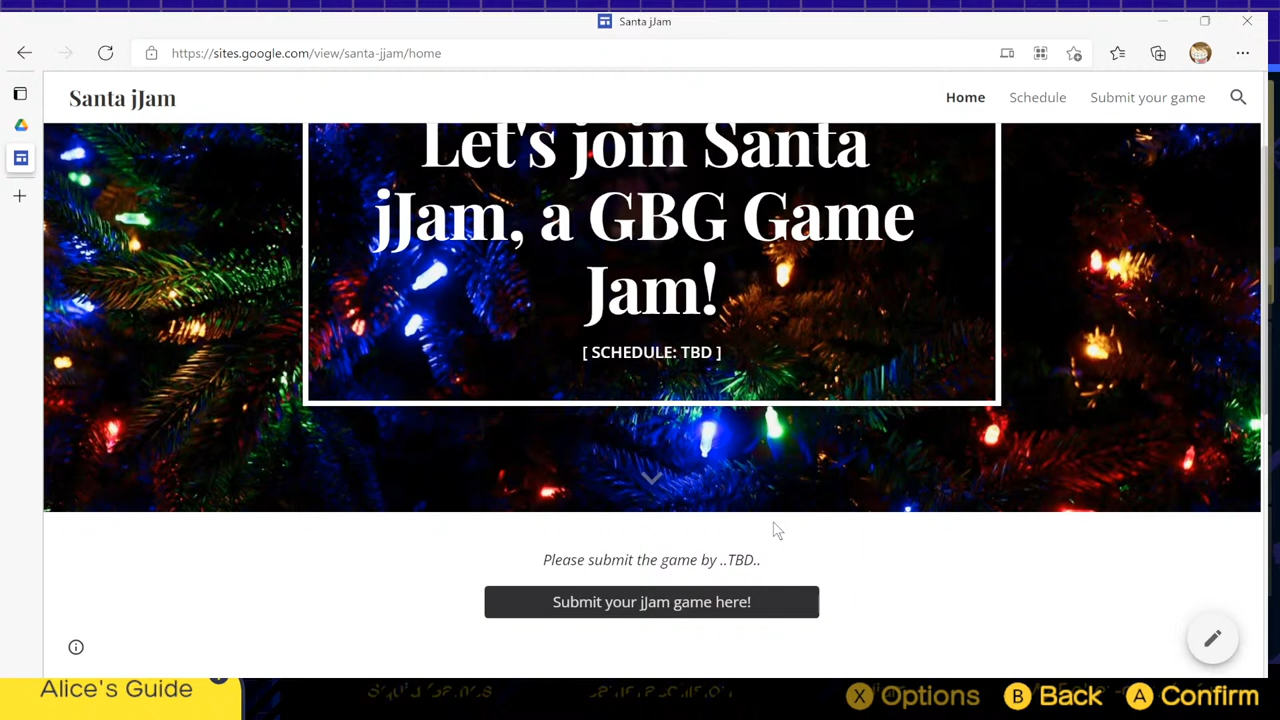 Santa jJam
https://sites.google.com/view/santa-jjam/home
Santa jJam
Home
Schedule
Submit your game
Let's join Santa
jJam, a GBG Game
Jam!
[ SCHEDULE: TBD ]
Please submit the game by ..TBD..
Submit your jJam game here!
Alice's Guide
X Options
B Back
A Confirm